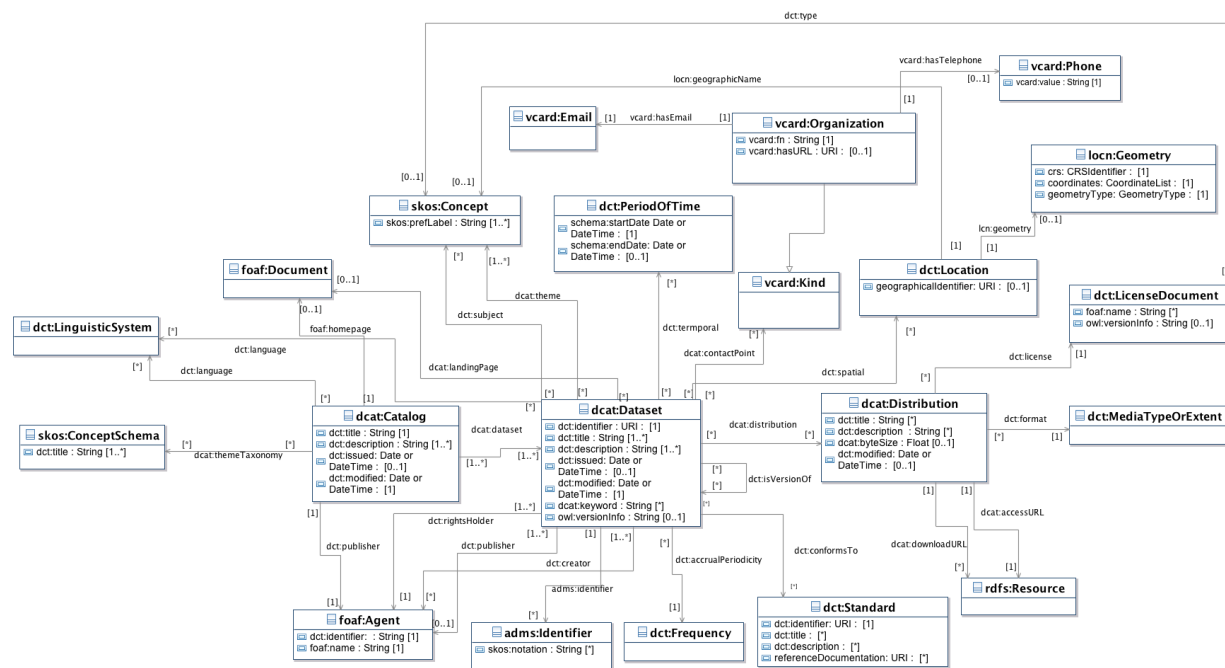 dct:type
vcard:hasTelephone
vcard:Phone
vcard:value : String [1]
[0..1]
[1]
locn:geographicName
vcard:Email
[1]
vcard:hasEmail
[1]
vcard:Organization
vcard:fn : String [1]
vcard:hasURL : URI : [0..1]
locn:Geometry
crs: CRSIdentifier : [1]
coordinates: CoordinateList : [1]
geometryType: GeometryType : [1]
[0..1]
[0..1]
[0..1]
skos:Concept
skos:prefLabel : String [1..*]
[*]
[1..*]
dct:PeriodOfTime
schema:startDate Date or
DateTime : [1]
schema:endDate: Date or
DateTime : [0..1]
[*]
lcn:geometry
[1]
[1]
dct:Location
geographicalIdentifier: URI : [0..1]
[*]
vcard:Kind
[*]
foaf:Document
[0..1]
[0..1]
dcat:theme
dct:subject
dct:termporal
dcat:contactPoint
dct:spatial
dct:LicenseDocument
foaf:name : String [*]
owl:versionInfo : String [0..1]
dct:license
[1]
dct:LinguisticSystem
[*]
foaf:homepage
dct:language
[*]
dct:language
dcat:landingPage
[*]
[1]
[*]
[*]
[*]
[*]
[*]
[*]
[*]
dcat:Catalog
dct:title : String [1]
dct:description : String [1..*]
dct:issued: Date or
DateTime : [0..1]
dct:modified: Date or
DateTime : [1]
dcat:dataset
[1..*]
[1..*]
dcat:Dataset
dct:identifier : URI : [1]
dct:title : String [1..*]
dct:description : String [1..*]
dct:issued: Date or
DateTime : [0..1]
dct:modified: Date or
DateTime : [1]
dcat:keyword : String [*]
owl:versionInfo : String [0..1]
dcat:distribution
[*]
[*]
dcat:Distribution
dct:title : String [*]
dct:description : String [*]
dcat:byteSize : Float [0..1]
dct:modified: Date or
DateTime : [0..1]
dct:format
[*]
[1]
dct:MediaTypeOrExtent
skos:ConceptSchema
dct:title : String [1..*]
[*]
[*]
dcat:themeTaxonomy
[*]
[*]
dct:isVersionOf
[*]
[1]
[1]
dcat:accessURL
dcat:downloadURL
[*]
[1]
rdfs:Resource
[1]
dct:publisher
[1]
[1..*]
dct:rightsHolder
dct:publisher
[1..*]
[1]
[1..*]
[*]
dct:creator
dct:accrualPeriodicity
dct:conformsTo
adms:identifier
[1]
[*]
[0..1]
[*]
[1]
[*]
foaf:Agent
dct:identifier: : String [1]
foaf:name : String [1]
adms:Identifier
skos:notation : String [*]
dct:Frequency
dct:Standard
dct:identifier: URI : [1]
dct:title : [*]
dct:description : [*]
referenceDocumentation: URI : [*]